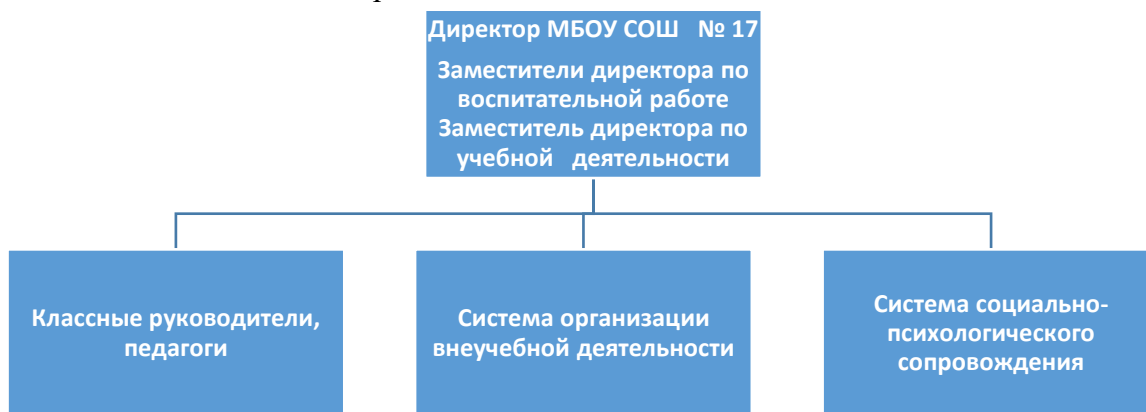 Директор МБОУ СОШ № 17
Заместители директора по
воспитательной работе
Заместитель директора по
учебной деятельности
Классные руководители,
педагоги
Система организации
внеучебной деятельности
Система социально-
психологического
сопровождения